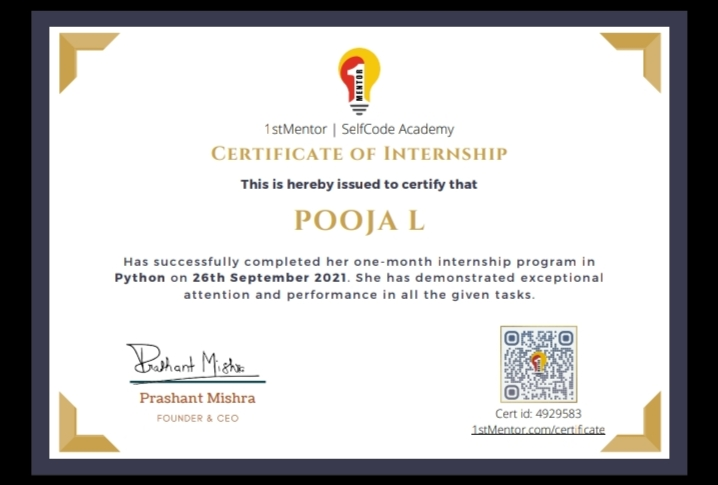 1
MENTOR
1stMentor | SelfCode Academy
CERTIFICATE OF INTERNSHIP
This is hereby issued to certify that
POOJA L
Has successfully completed her one-month internship program in
Python on 26th September 2021. She has demonstrated exceptional
attention and performance in all the given tasks.
Prashant Mishra
Prashant Mishra
FOUNDER & CEO
Cert id: 4929583
1stMentor.com/certificate